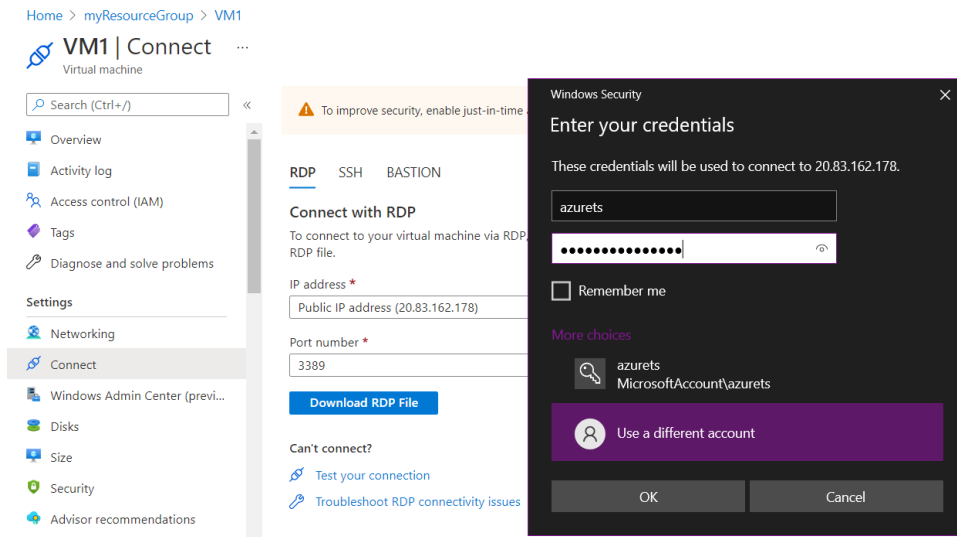 Home > myResourceGroup > VM1
VM1 | Connect ...
Virtual machine
Search (Ctrl+/)
«
Overview
Activity log
Access control (IAM)
Tags
Diagnose and solve problems
Settings
Networking
Connect
Windows Admin Center (previ...
Disks
Size
Security
Advisor recommendations
To improve security, enable just-in-time
RDP SSH BASTION
Connect with RDP
To connect to your virtual machine via RDP,
RDP file.
IP address *
Public IP address (20.83.162.178)
Port number *
3389
Download RDP File
Can't connect?
Test your connection
Troubleshoot RDP connectivity issues
Windows Security
Enter your credentials
These credentials will be used to connect to 20.83.162.178.
azurets
•••••••••••••••
Remember me
More choices
azurets
MicrosoftAccount\azurets
Use a different account
OK Cancel